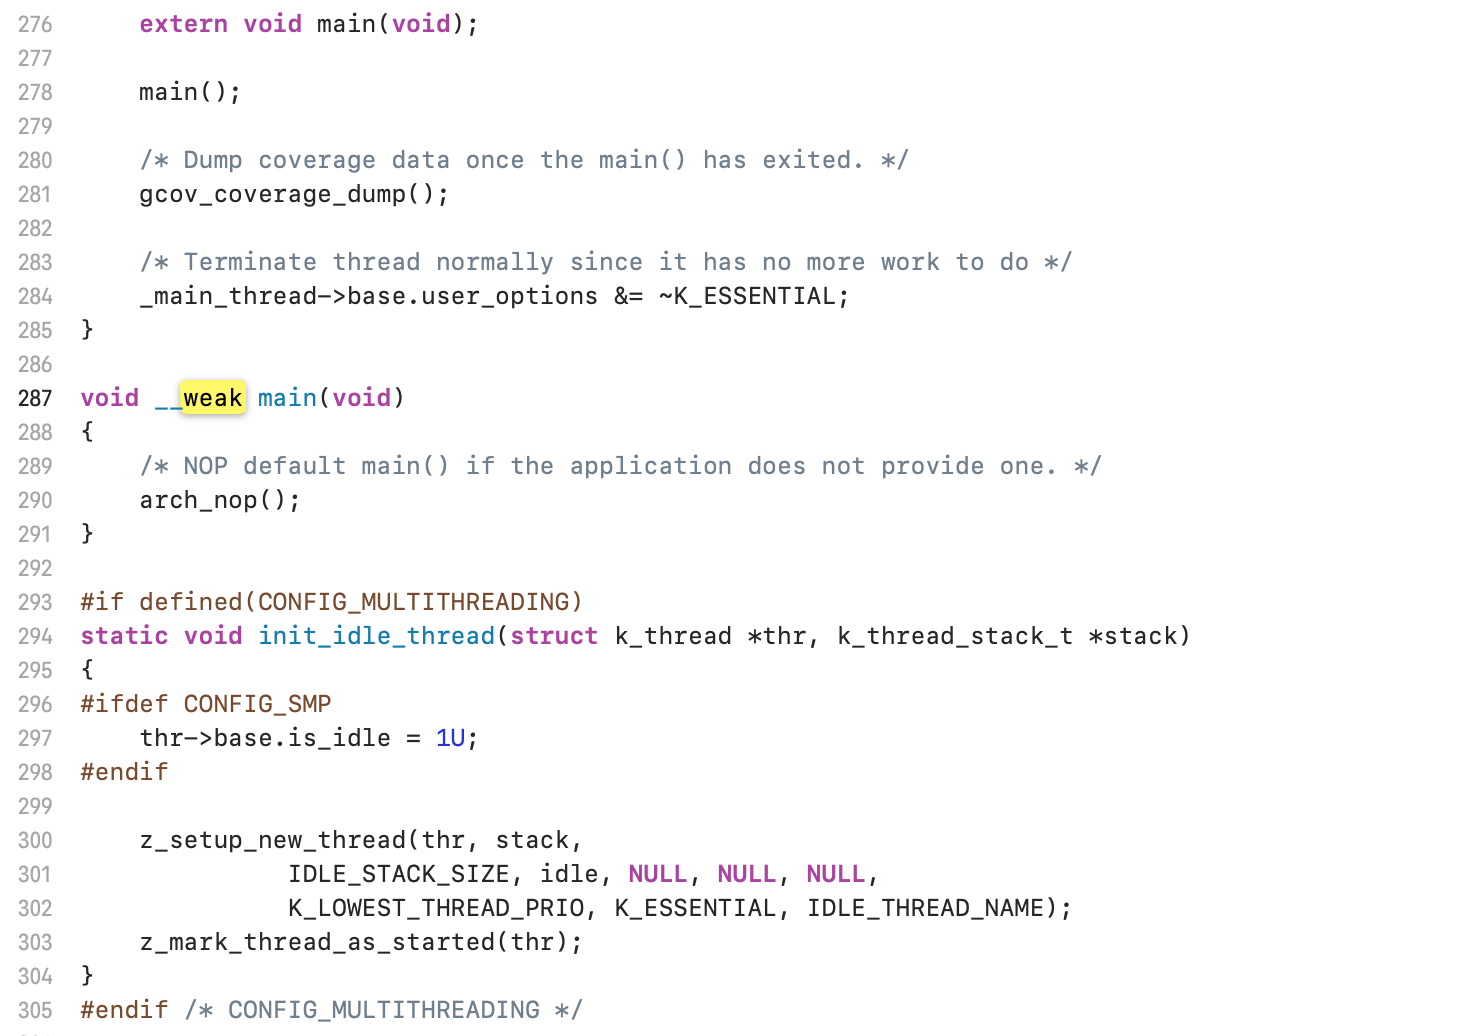 276 extern void main(void);
277
278 main();
279
280 /* Dump coverage data once the main() has exited. */
281 gcov_coverage_dump();
282
283 /* Terminate thread normally since it has no more work to do */
284 _main_thread->base.user_options &= ~K_ESSENTIAL;
285 }
286
287 void __weak main(void)
288 {
289 /* NOP default main() if the application does not provide one. */
290 arch_nop();
291 }
292
293 #if defined(CONFIG_MULTITHREADING)
294 static void init_idle_thread(struct k_thread *thr, k_thread_stack_t *stack)
295 {
296 #ifdef CONFIG_SMP
297 thr->base.is_idle = 1U;
298 #endif
299
300 z_setup_new_thread(thr, stack,
301 IDLE_STACK_SIZE, idle, NULL, NULL, NULL,
302 K_LOWEST_THREAD_PRIO, K_ESSENTIAL, IDLE_THREAD_NAME);
303 z_mark_thread_as_started(thr);
304 }
305 #endif /* CONFIG_MULTITHREADING */